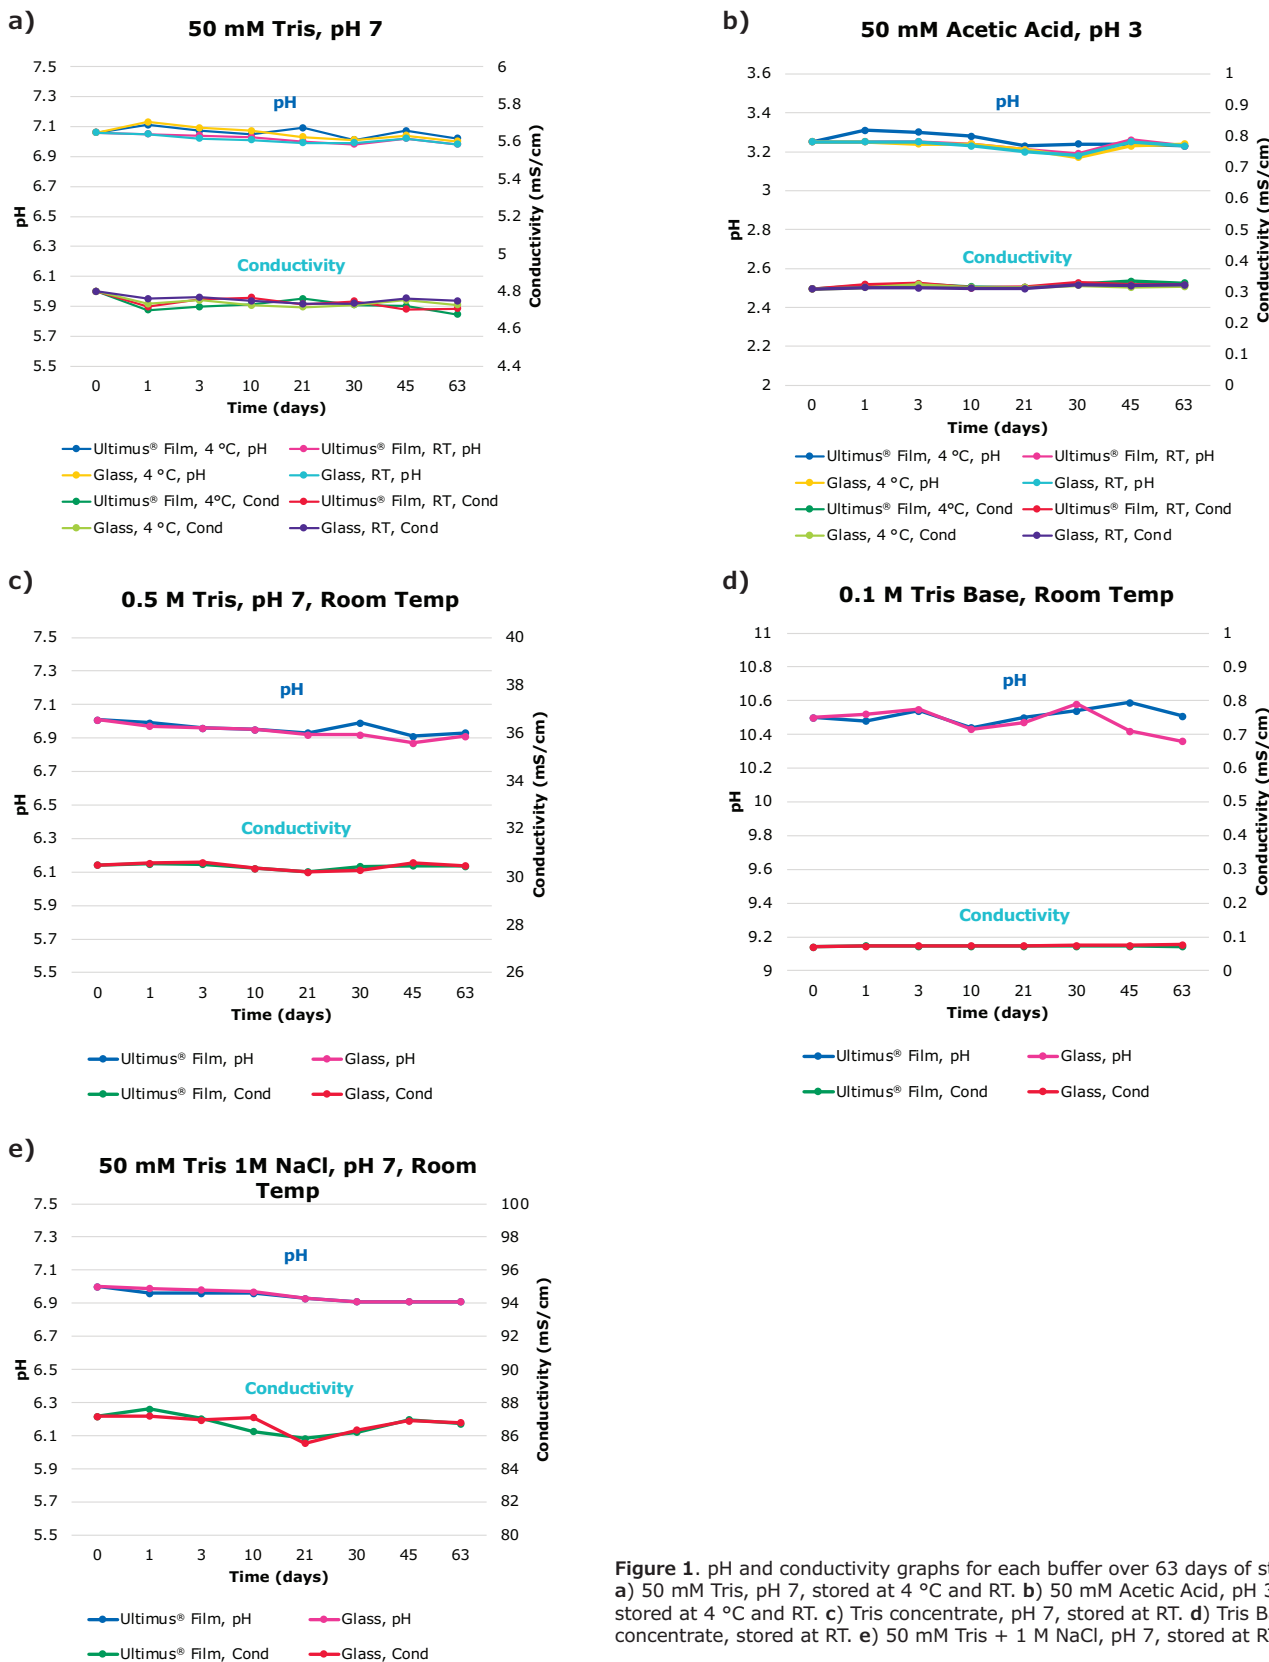 a)
50 mM Tris, pH 7
7.5
7.3
7.1
6.9
6.7
6.5
6.3
6.1
5.9
5.7
5.5
pH
6
5.8
5.6
5.4
5.2
5
4.8
4.6
4.4
Conductivity (mS/cm)
pH
Conductivity
0 1 3 10 21 30 45 63
Time (days)
Ultimus® Film, 4 °C, pH Ultimus® Film, RT, pH
Glass, 4 °C, pH Glass, RT, pH
Ultimus® Film, 4°C, Cond Ultimus® Film, RT, Cond
Glass, 4 °C, Cond Glass, RT, Cond
b)
50 mM Acetic Acid, pH 3
3.6
3.4
3.2
3
2.8
2.6
2.4
2.2
2
pH
1
0.9
0.8
0.7
0.6
0.5
0.4
0.3
0.2
0.1
0
Conductivity (mS/cm)
pH
Conductivity
0 1 3 10 21 30 45 63
Time (days)
Ultimus® Film, 4 °C, pH Ultimus® Film, RT, pH
Glass, 4 °C, pH Glass, RT, pH
Ultimus® Film, 4°C, Cond Ultimus® Film, RT, Cond
Glass, 4 °C, Cond Glass, RT, Cond
c)
0.5 M Tris, pH 7, Room Temp
7.5
7.3
7.1
6.9
6.7
6.5
6.3
6.1
5.9
5.7
5.5
pH
40
38
36
34
32
30
28
26
Conductivity (mS/cm)
pH
Conductivity
0 1 3 10 21 30 45 63
Time (days)
Ultimus® Film, pH Glass, pH
Ultimus® Film, Cond Glass, Cond
d)
0.1 M Tris Base, Room Temp
11
10.8
10.6
10.4
10.2
10
9.8
9.6
9.4
9.2
9
pH
1
0.9
0.8
0.7
0.6
0.5
0.4
0.3
0.2
0.1
0
Conductivity (mS/cm)
pH
Conductivity
0 1 3 10 21 30 45 63
Time (days)
Ultimus® Film, pH Glass, pH
Ultimus® Film, Cond Glass, Cond
e)
50 mM Tris 1M NaCl, pH 7, Room
Temp
7.5
7.3
7.1
6.9
6.7
6.5
6.3
6.1
5.9
5.7
5.5
pH
100
98
96
94
92
90
88
86
84
82
80
Conductivity (mS/cm)
pH
Conductivity
0 1 3 10 21 30 45 63
Time (days)
Ultimus® Film, pH Glass, pH
Ultimus® Film, Cond Glass, Cond
Figure 1. pH and conductivity graphs for each buffer over 63 days of
a) 50 mM Tris, pH 7, stored at 4 °C and RT. b) 50 mM Acetic Acid, pH 3
stored at 4 °C and RT. c) Tris concentrate, pH 7, stored at RT. d) Tris
concentrate, stored at RT. e) 50 mM Tris + 1 M NaCl, pH 7, stored at RT